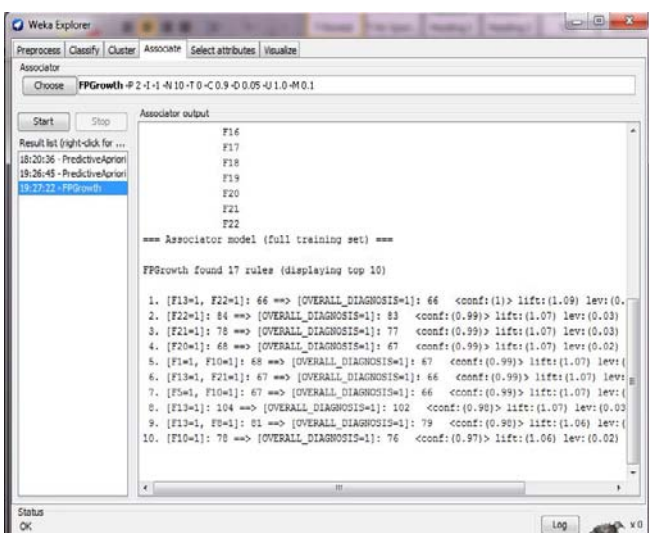 Weka Explorer
Preprocess Classify Cluster Associate Select attributes Visualize
Associator
Choose FPGrowth -P 2 -I -1 -N 10 -T 0 -C 0.9 -D 0.05 -U 1.0 -M 0.1
Start Stop
Associator output
Result list (right-click for ...
18:20:36 - PredictiveApriori
19:26:45 - PredictiveApriori
19:27:22 - FPGrowth
F16
F17
F18
F19
F20
F21
F22
=== Associator model (full training set) ===
FPGrowth found 17 rules (displaying top 10)
1. [F13=1, F22=1]: 66 ==> [OVERALL_DIAGNOSIS=1]: 66 <conf:(1)> lift:(1.09) lev:(0.
2. [F22=1]: 84 ==> [OVERALL_DIAGNOSIS=1]: 83 <conf:(0.99)> lift:(1.07) lev:(0.03)
3. [F21=1]: 78 ==> [OVERALL_DIAGNOSIS=1]: 77 <conf:(0.99)> lift:(1.07) lev:(0.03)
4. [F20=1]: 68 ==> [OVERALL_DIAGNOSIS=1]: 67 <conf:(0.99)> lift:(1.07) lev:(0.02)
5. [F1=1, F10=1]: 68 ==> [OVERALL_DIAGNOSIS=1]: 67 <conf:(0.99)> lift:(1.07) lev:(
6. [F13=1, F21=1]: 67 ==> [OVERALL_DIAGNOSIS=1]: 66 <conf:(0.99)> lift:(1.07) lev:
7. [F5=1, F10=1]: 67 ==> [OVERALL_DIAGNOSIS=1]: 66 <conf:(0.99)> lift:(1.07) lev:(
8. [F13=1]: 104 ==> [OVERALL_DIAGNOSIS=1]: 102 <conf:(0.98)> lift:(1.07) lev:(0.03
9. [F13=1, F8=1]: 81 ==> [OVERALL_DIAGNOSIS=1]: 79 <conf:(0.98)> lift:(1.06) lev:(
10. [F10=1]: 78 ==> [OVERALL_DIAGNOSIS=1]: 76 <conf:(0.97)> lift:(1.06) lev:(0.02)
Status
OK
Log
x 0